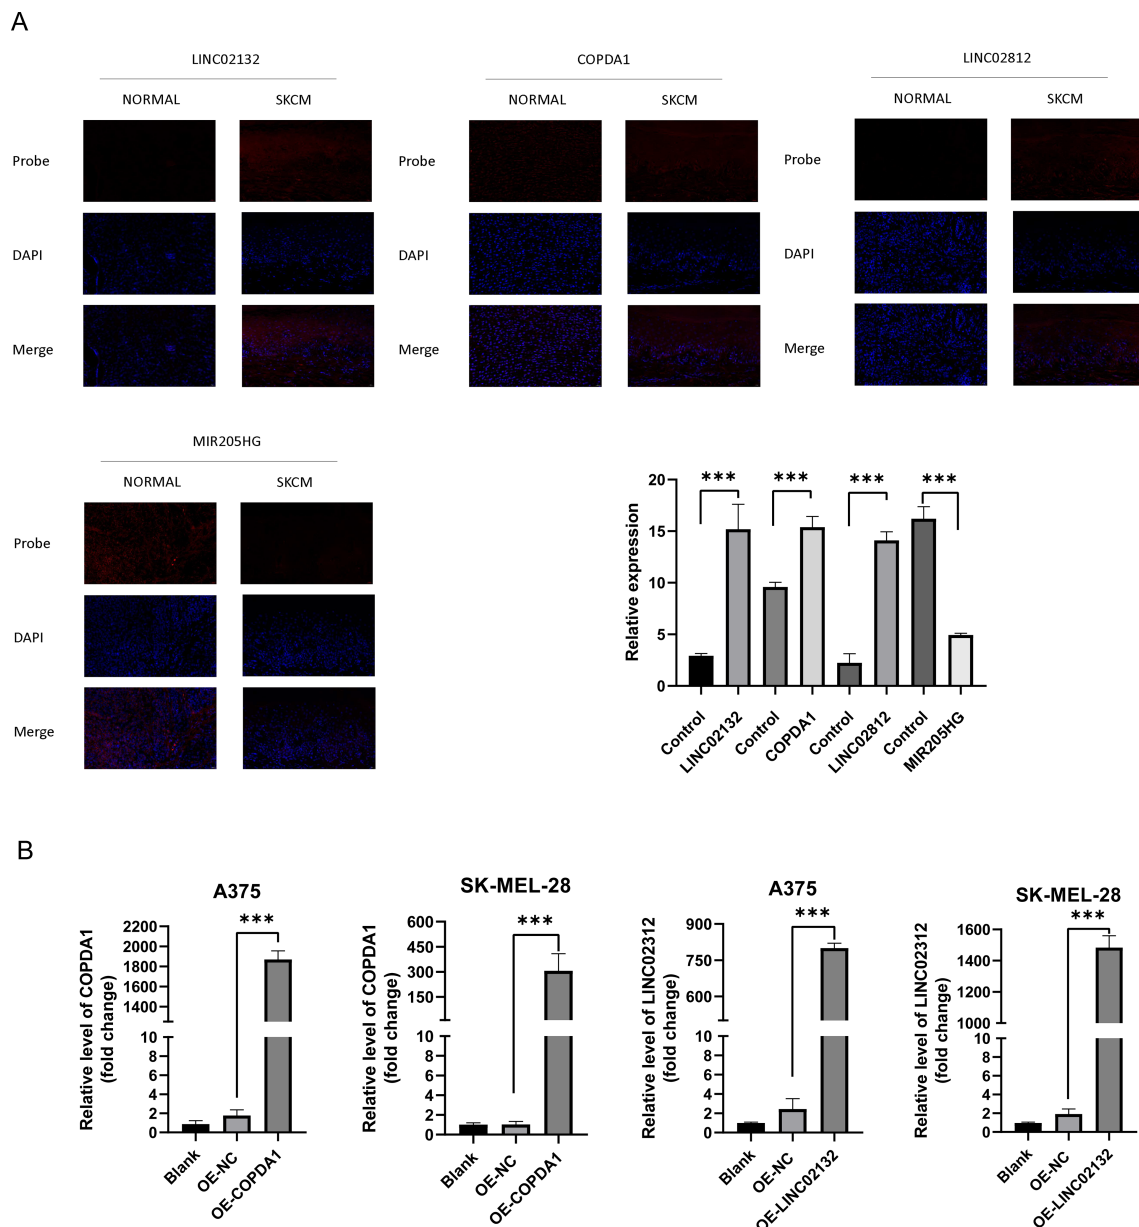 A
LINC02132
COPDA1
LINC02812
NORMAL SKCM
NORMAL SKCM
NORMAL SKCM
Probe
Probe
Probe
DAPI
DAPI
DAPI
Merge
Merge
Merge
MIR205HG
NORMAL SKCM
Probe
DAPI
Merge
Relative expression
20
15
10
5
0
*** *** *** ***
Control
LINC02132
Control
COPDA1
Control
LINC02812
Control
MIR205HG
B
A375
Relative level of COPDA1
(fold change)
2200
2000
1800
1600
1400
10
8
6
4
2
0
***
Blank
OE-NC
OE-COPDA1
SK-MEL-28
Relative level of COPDA1
(fold change)
600
450
300
150
10
8
6
4
2
0
***
Blank
OE-NC
OE-COPDA1
A375
Relative level of LINC02312
(fold change)
900
750
600
10
8
6
4
2
0
***
Blank
OE-NC
OE-LINC02132
SK-MEL-28
Relative level of LINC02312
(fold change)
1600
1400
1200
1000
10
8
6
4
2
0
***
Blank
OE-NC
OE-LINC02132